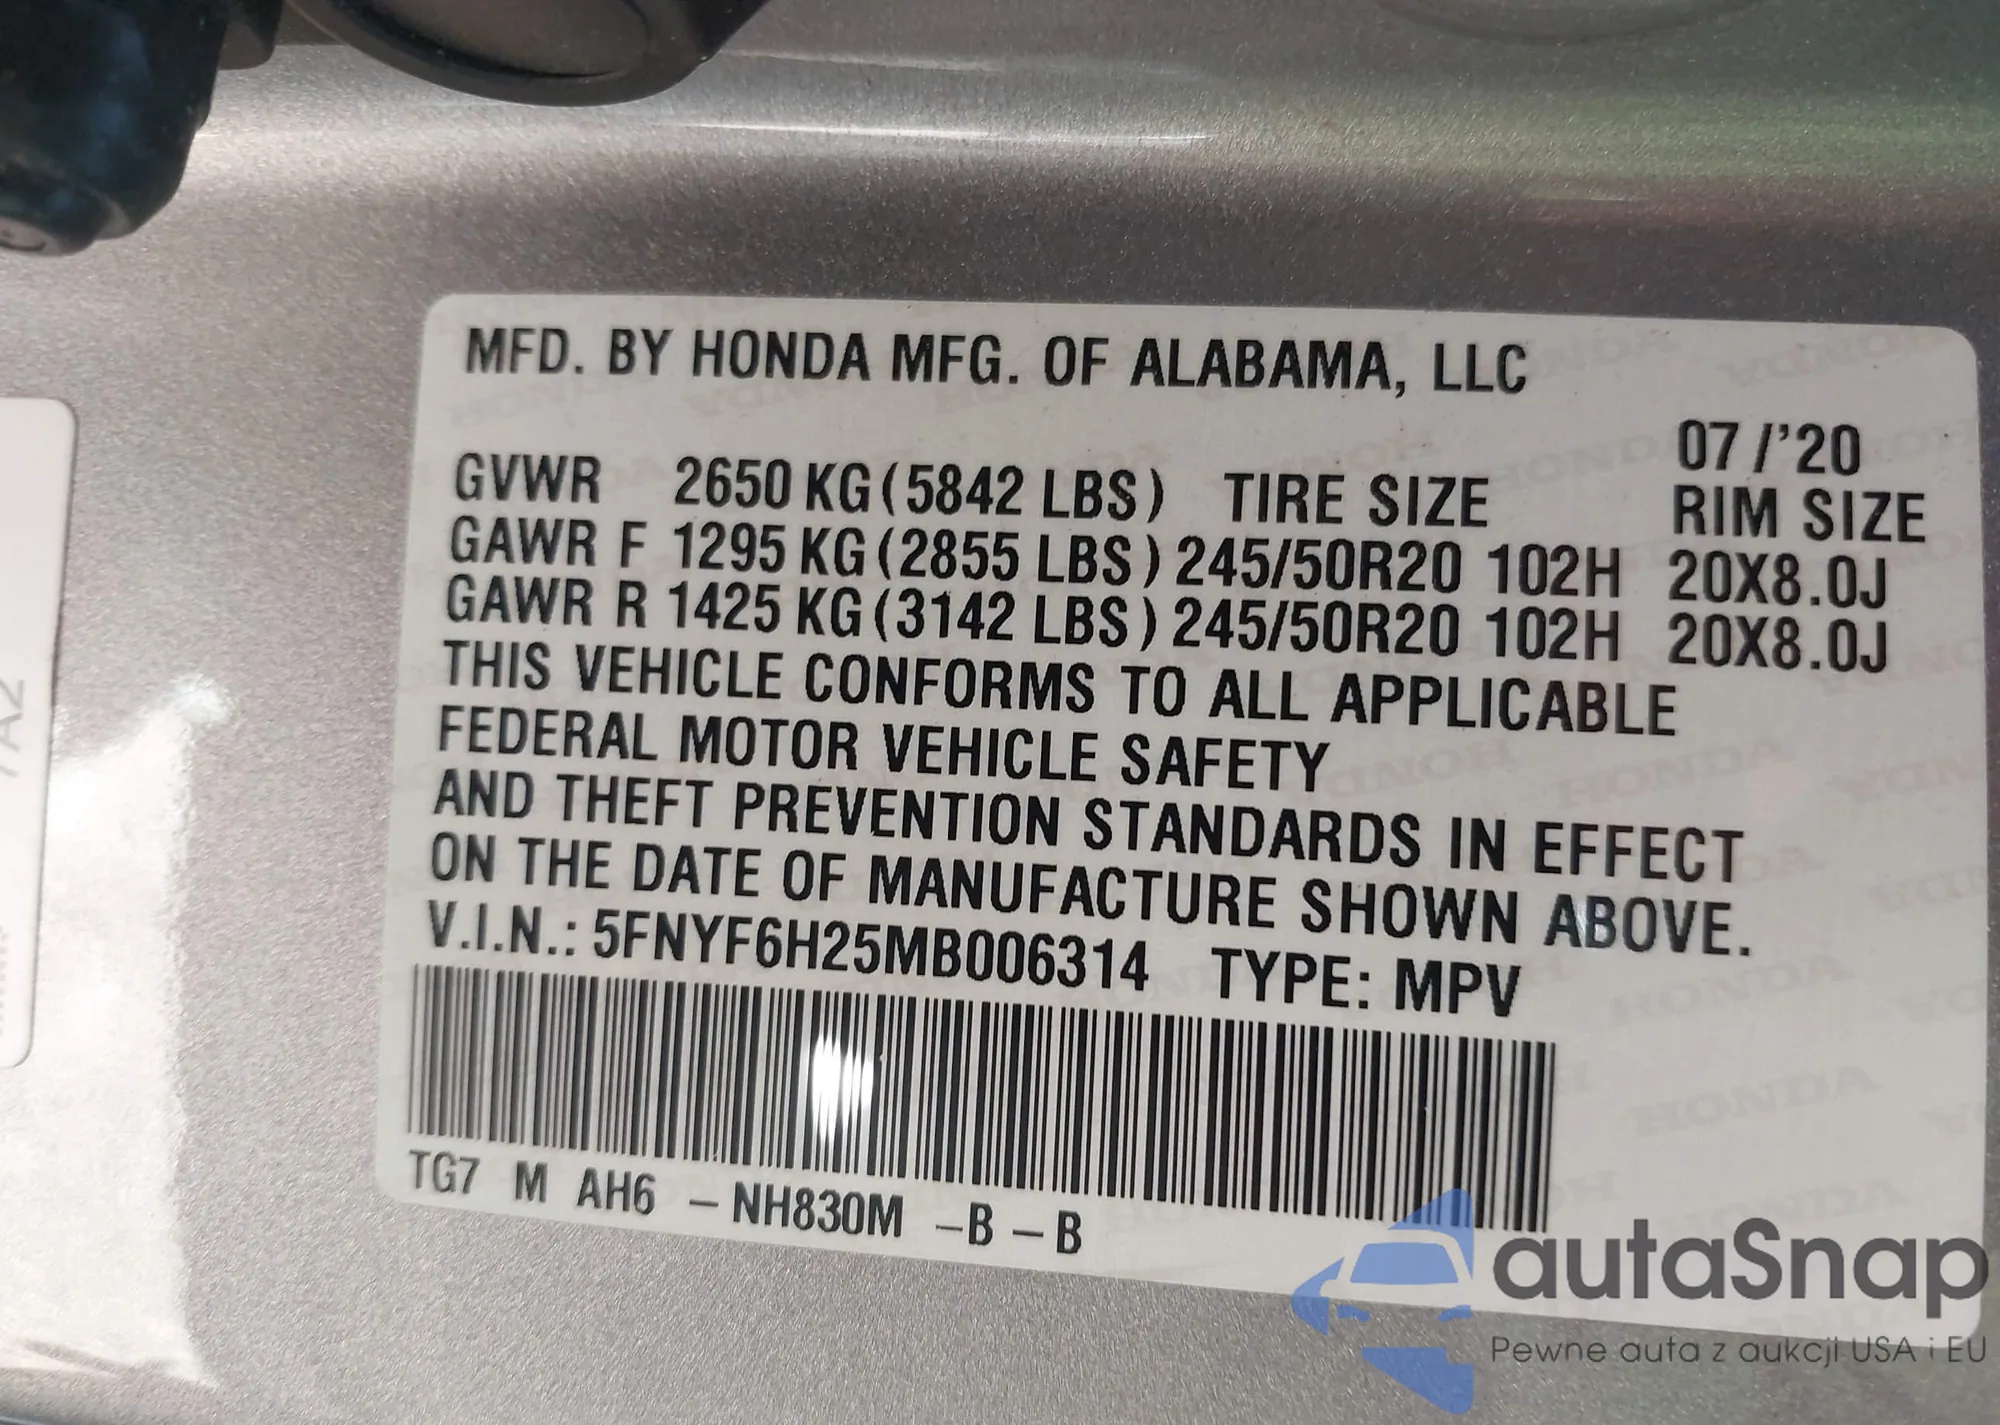 MFD. BY HONDA MFG. OF ALABAMA, LLC
07/'20
GVWR 2650 KG (5842 LBS) TIRE SIZE RIM SIZE
GAWR F 1295 KG (2855 LBS) 245/50R20 102H 20X8.0J
GAWR R 1425 KG (3142 LBS) 245/50R20 102H 20X8.0J
THIS VEHICLE CONFORMS TO ALL APPLICABLE
FEDERAL MOTOR VEHICLE SAFETY
AND THEFT PREVENTION STANDARDS IN EFFECT
ON THE DATE OF MANUFACTURE SHOWN ABOVE.
V.I.N.: 5FNYF6H25MB006314 TYPE: MPV
TG7 M AH6 –NH830M –B –B
7A2
autaSnap
Pewne auta z aukcji USA i EU